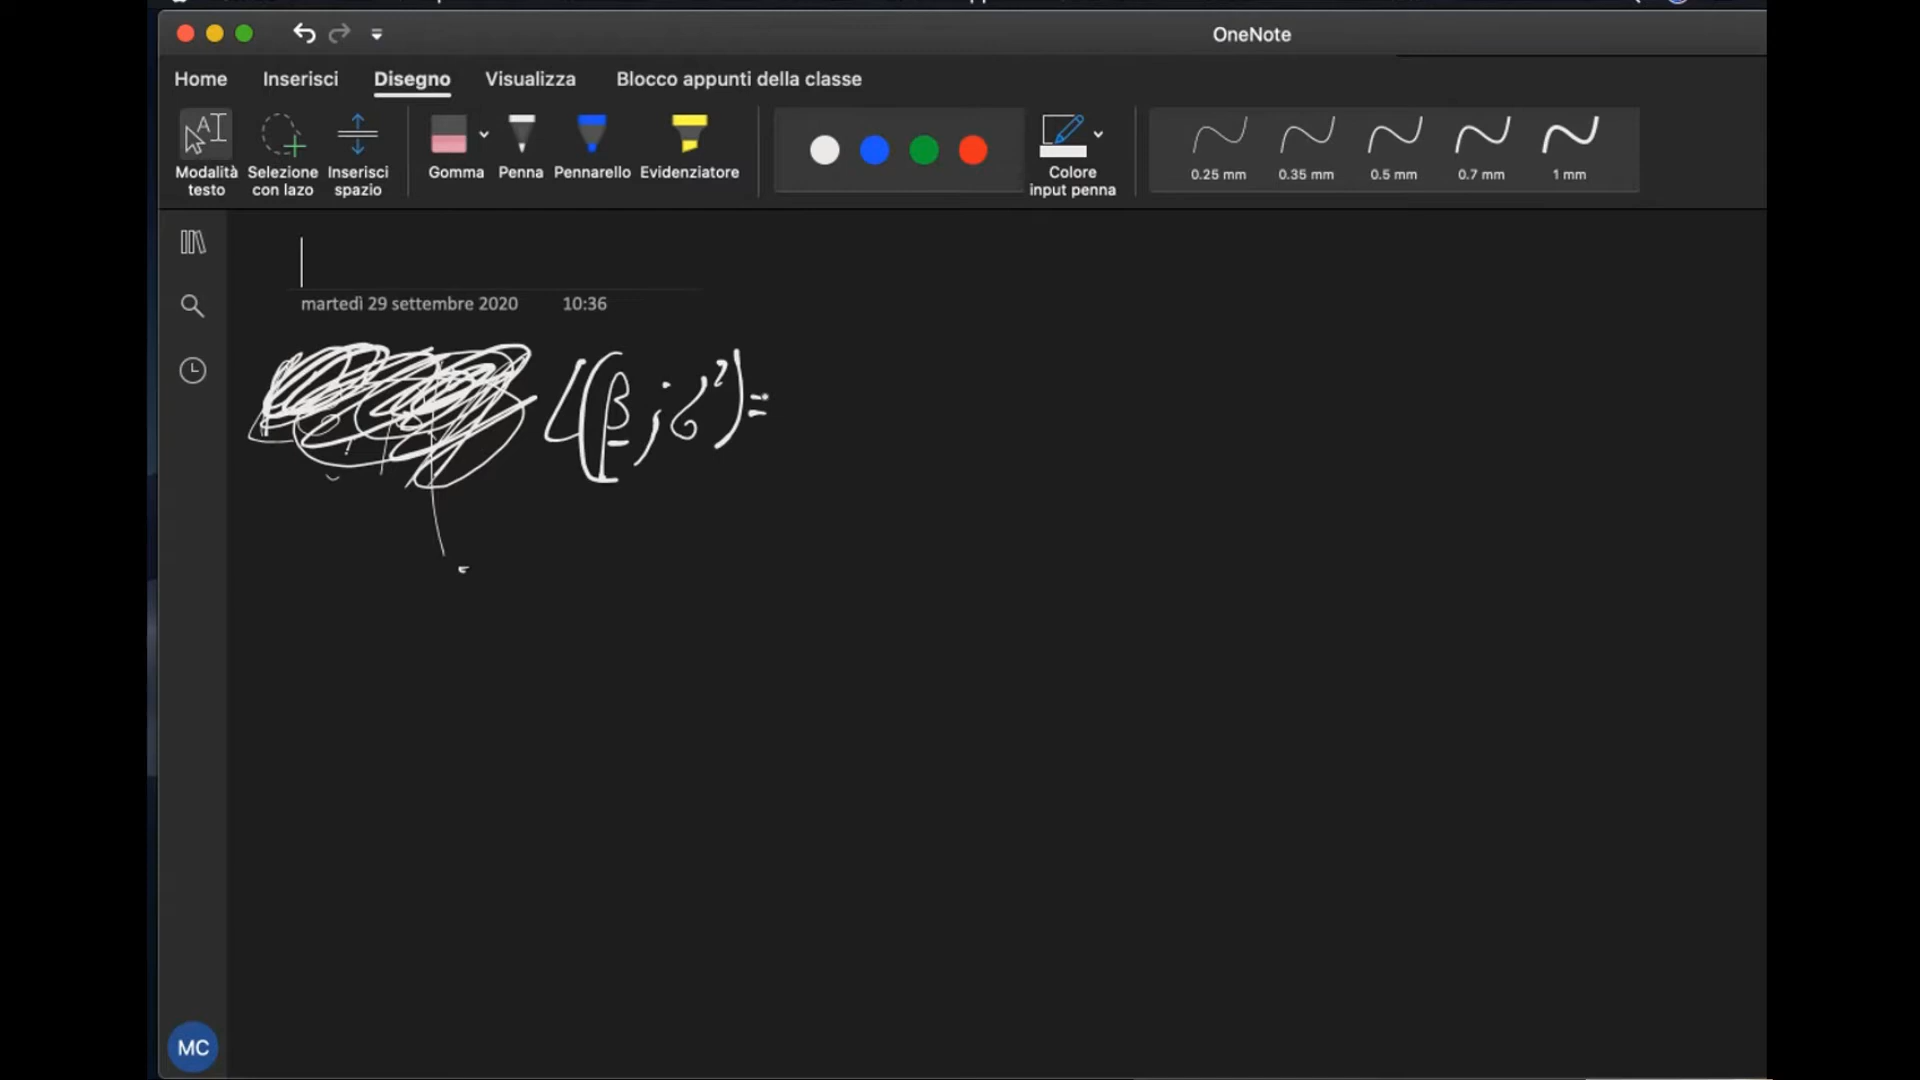 OneNote
Home Inserisci Disegno Visualizza Blocco appunti della classe
Modalità testo Selezione con lazo Inserisci spazio Gomma Penna Pennarello Evidenziatore Colore input penna 0.25 mm 0.35 mm 0.5 mm 0.7 mm 1 mm
martedì 29 settembre 2020 10:36
L(β;σ²)=
MC